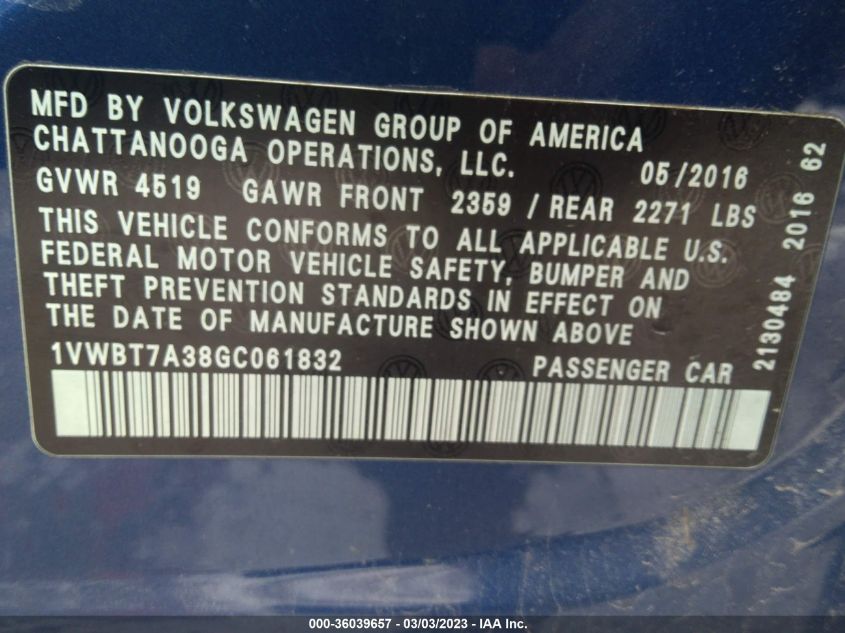 MFD BY VOLKSWAGEN GROUP OF AMERICA
CHATTANOOGA OPERATIONS, LLC. 05/2016
GVWR 4519 GAWR FRONT 2359 / REAR 2271 LBS
THIS VEHICLE CONFORMS TO ALL APPLICABLE U.S.
FEDERAL MOTOR VEHICLE SAFETY, BUMPER AND
THEFT PREVENTION STANDARDS IN EFFECT ON
THE DATE OF MANUFACTURE SHOWN ABOVE
1VWBT7A38GC061832 PASSENGER CAR
2130484 2016 62
000-36039657 - 03/03/2023 - IAAI Inc.